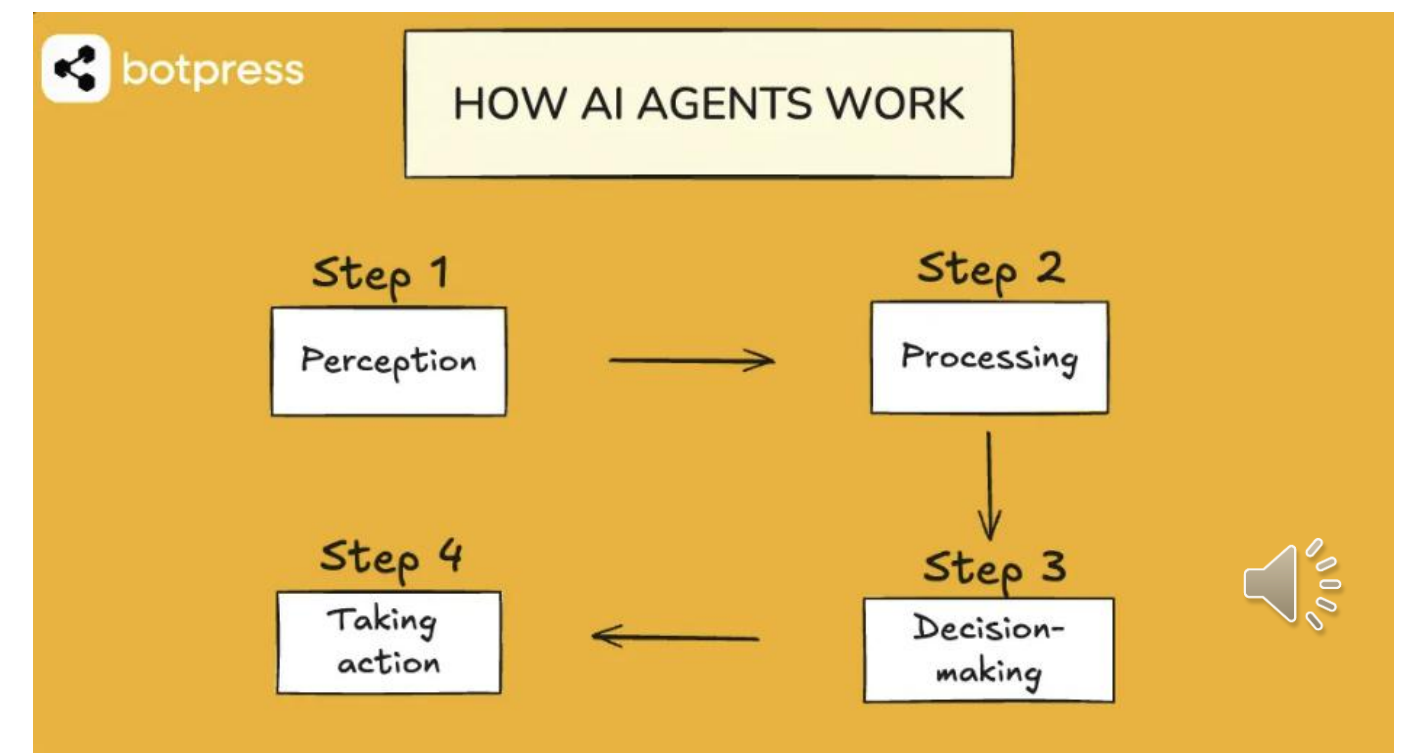 botpress
HOW AI AGENTS WORK
Step 1
Perception
Step 2
Processing
Step 3
Decision-
making
Step 4
Taking
action